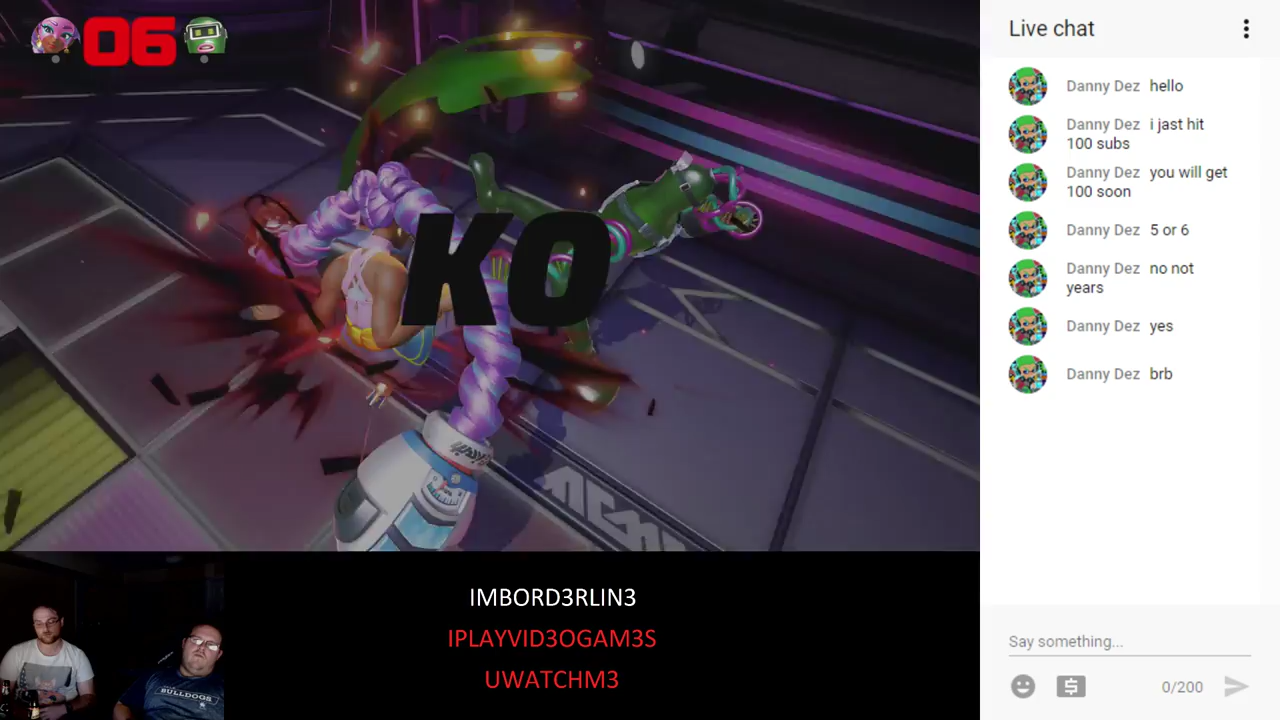 06
KO
IMBORD3RLIN3
IPLAYVID3OGAM3S
UWATCHM3
BULLDOGS
Live chat
Danny Dez hello
Danny Dez i jast hit
100 subs
Danny Dez you will get
100 soon
Danny Dez 5 or 6
Danny Dez no not
years
Danny Dez yes
Danny Dez brb
Say something...
0/200